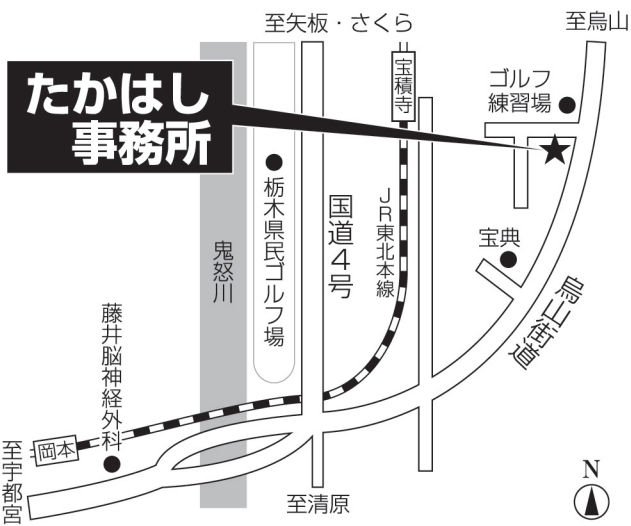 至矢板・さくら
至烏山
たかはし
事務所
宝積寺
ゴルフ
練習場
栃木県民ゴルフ場
国道4号
JR東北本線
鬼怒川
宝典
烏山街道
藤井脳神経外科
岡本
至宇都宮
至清原
N